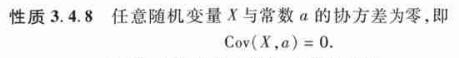 性质 3.4.8 任意随机变量 X 与常数 a 的协方差为零,即
Cov(X,a) = 0.